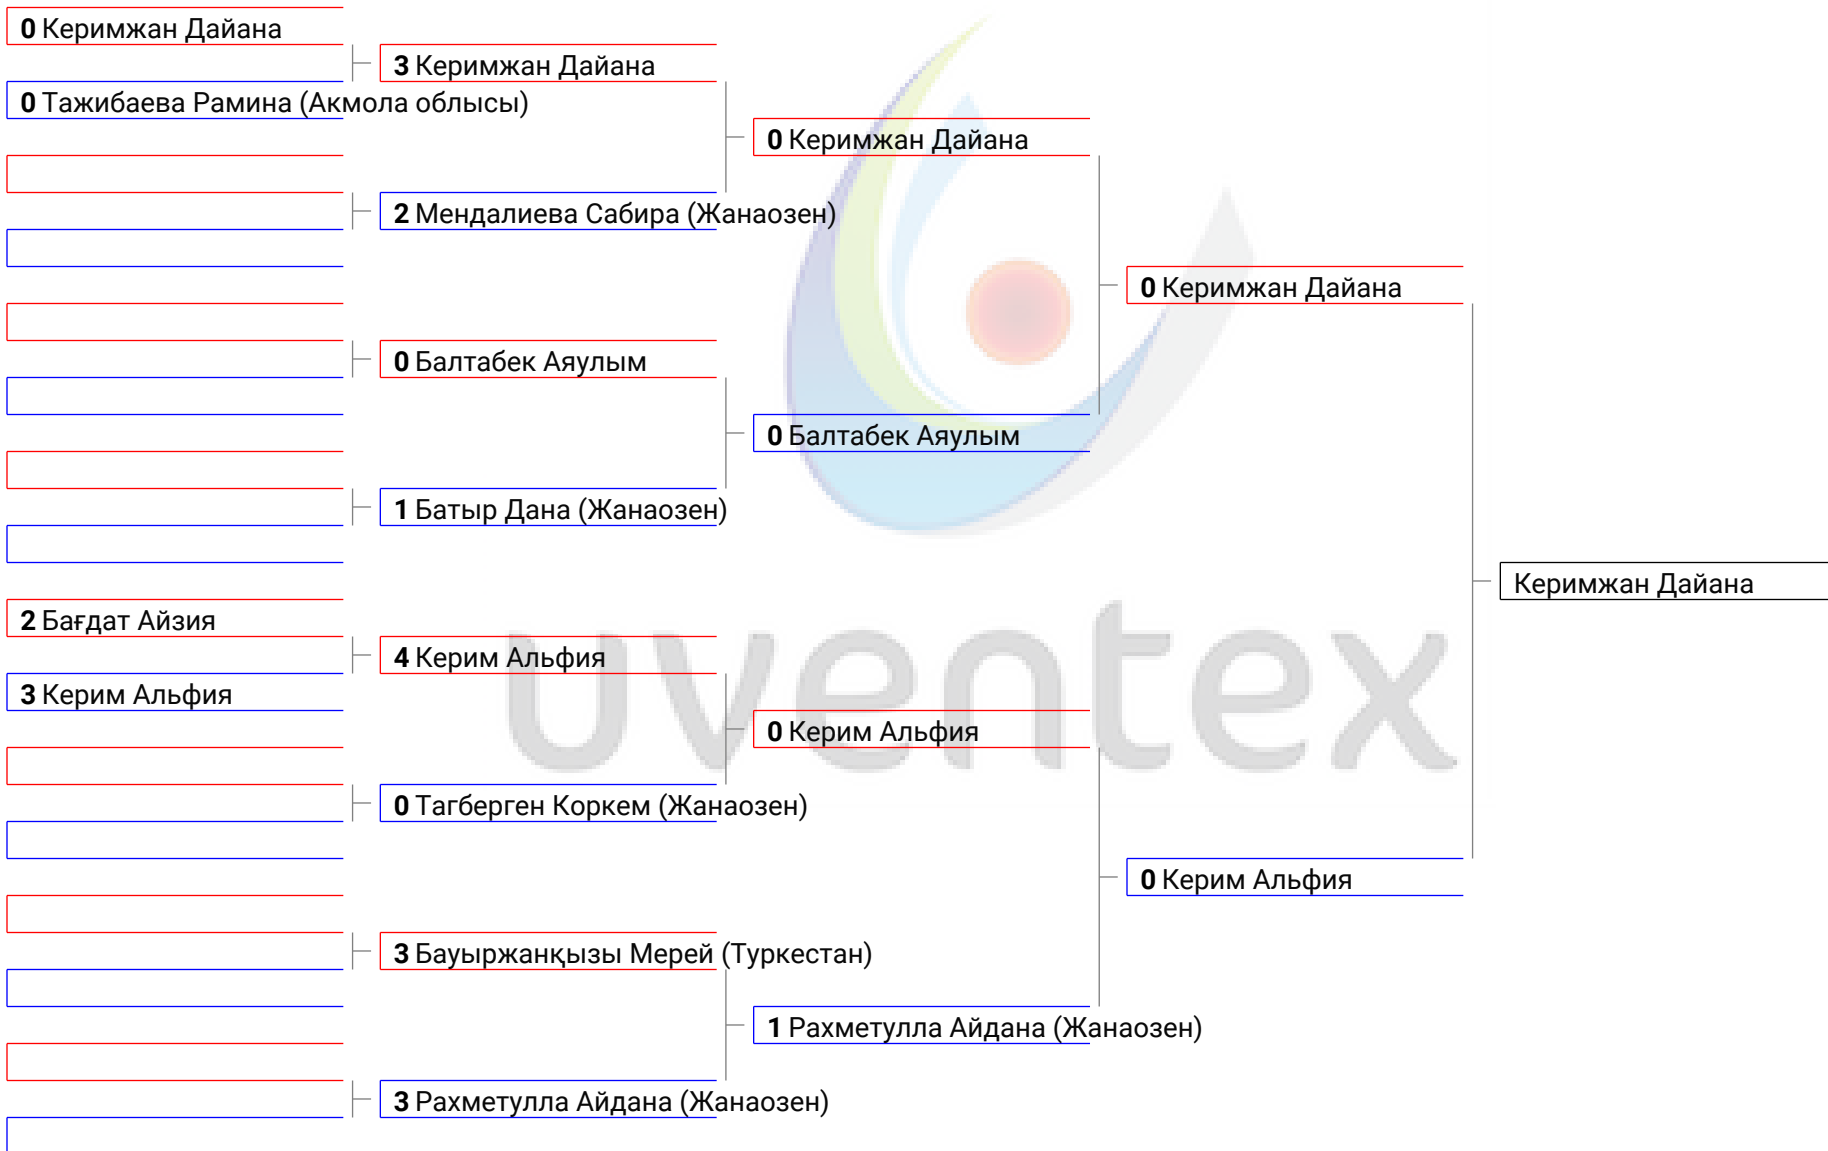 0 Керимжан Дайана
0 Тажибаева Рамина (Акмола облысы)
3 Керимжан Дайана
2 Мендалиева Сабира (Жанаозен)
0 Керимжан Дайана
0 Балтабек Аяулым
1 Батыр Дана (Жанаозен)
0 Балтабек Аяулым
0 Керимжан Дайана
2 Бағдат Айзия
3 Керим Альфия
4 Керим Альфия
0 Тагберген Коркем (Жанаозен)
0 Керим Альфия
3 Бауыржанқызы Мерей (Туркестан)
3 Рахметулла Айдана (Жанаозен)
1 Рахметулла Айдана (Жанаозен)
0 Керим Альфия
Керимжан Дайана
uventex